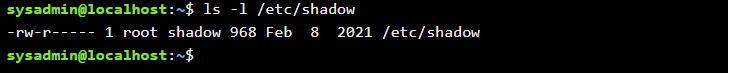 sysadmin@localhost:~$ ls -l /etc/shadow
-rw-r----- 1 root shadow 968 Feb  8  2021 /etc/shadow
sysadmin@localhost:~$